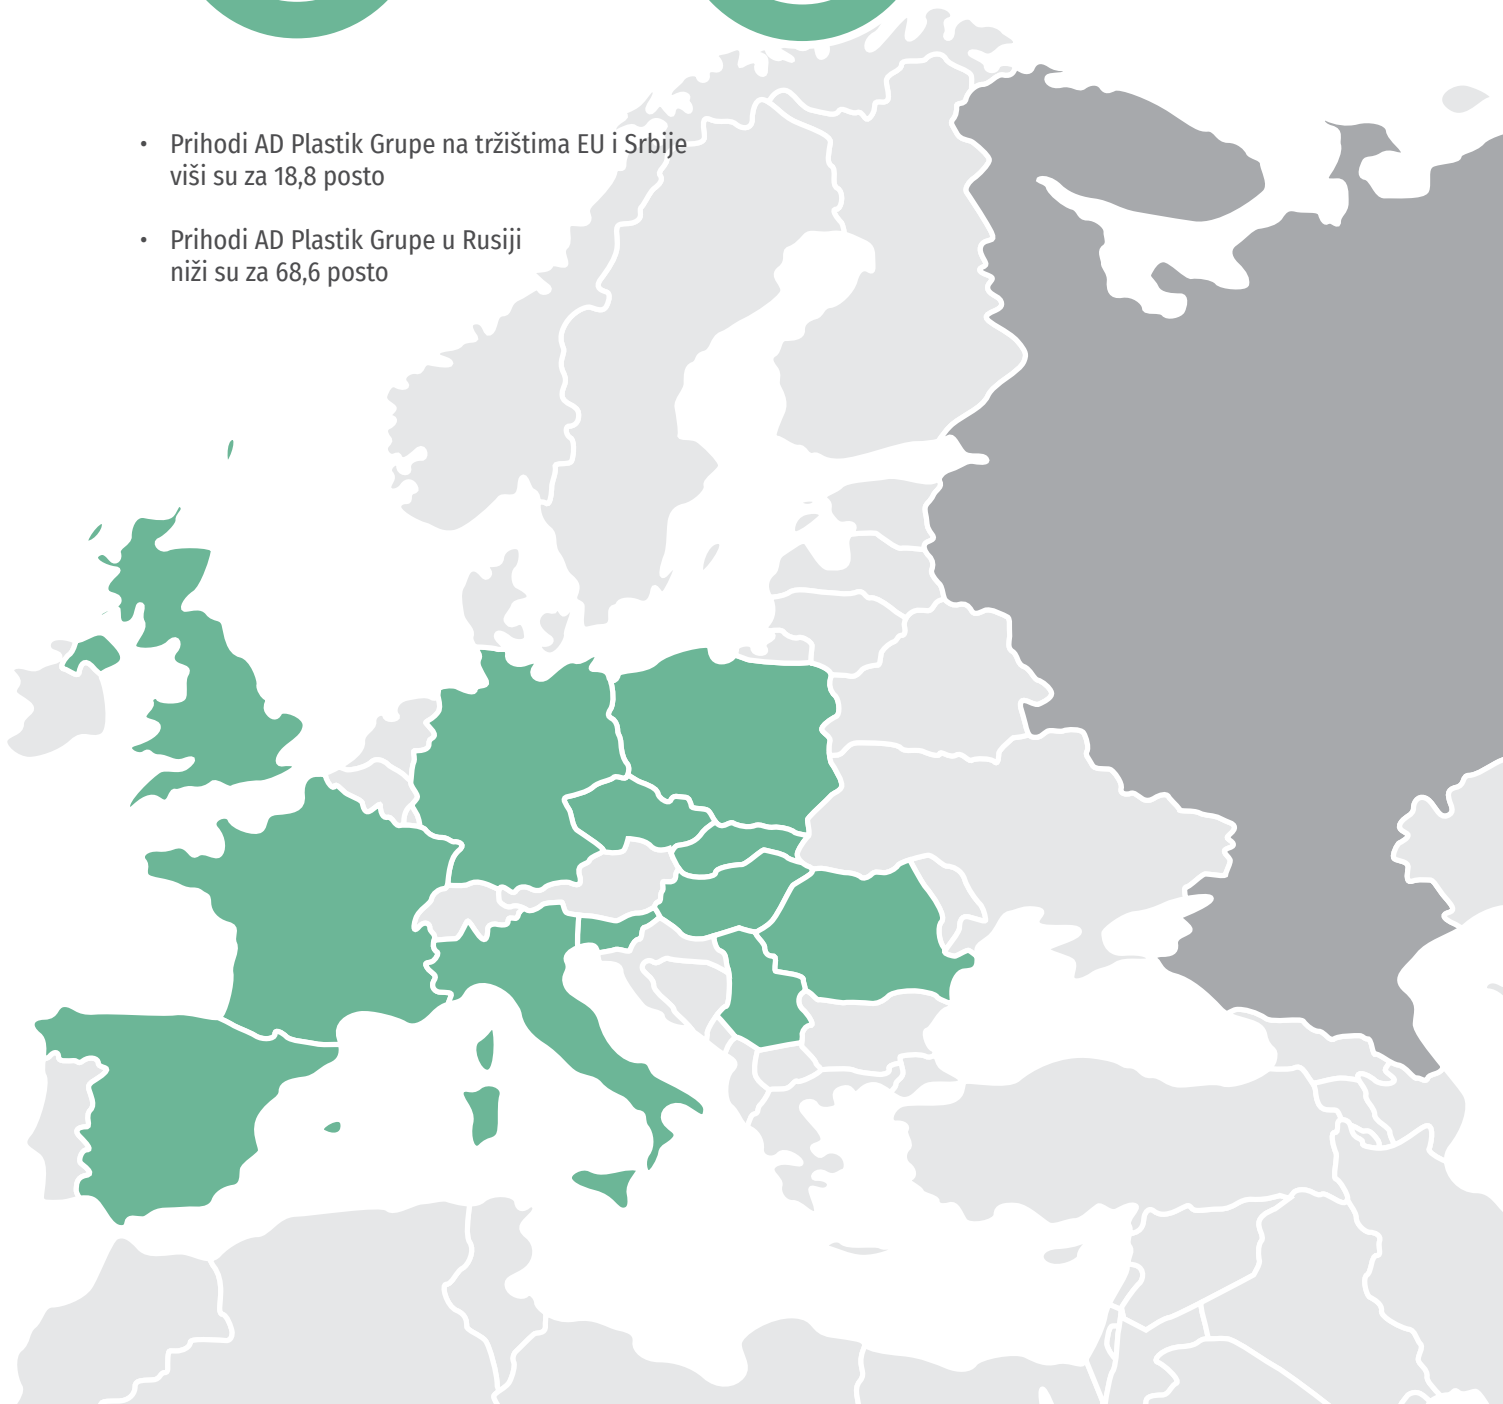 • Prihodi AD Plastik Grupe na tržištima EU i Srbije
viši su za 18,8 posto
• Prihodi AD Plastik Grupe u Rusiji
niži su za 68,6 posto